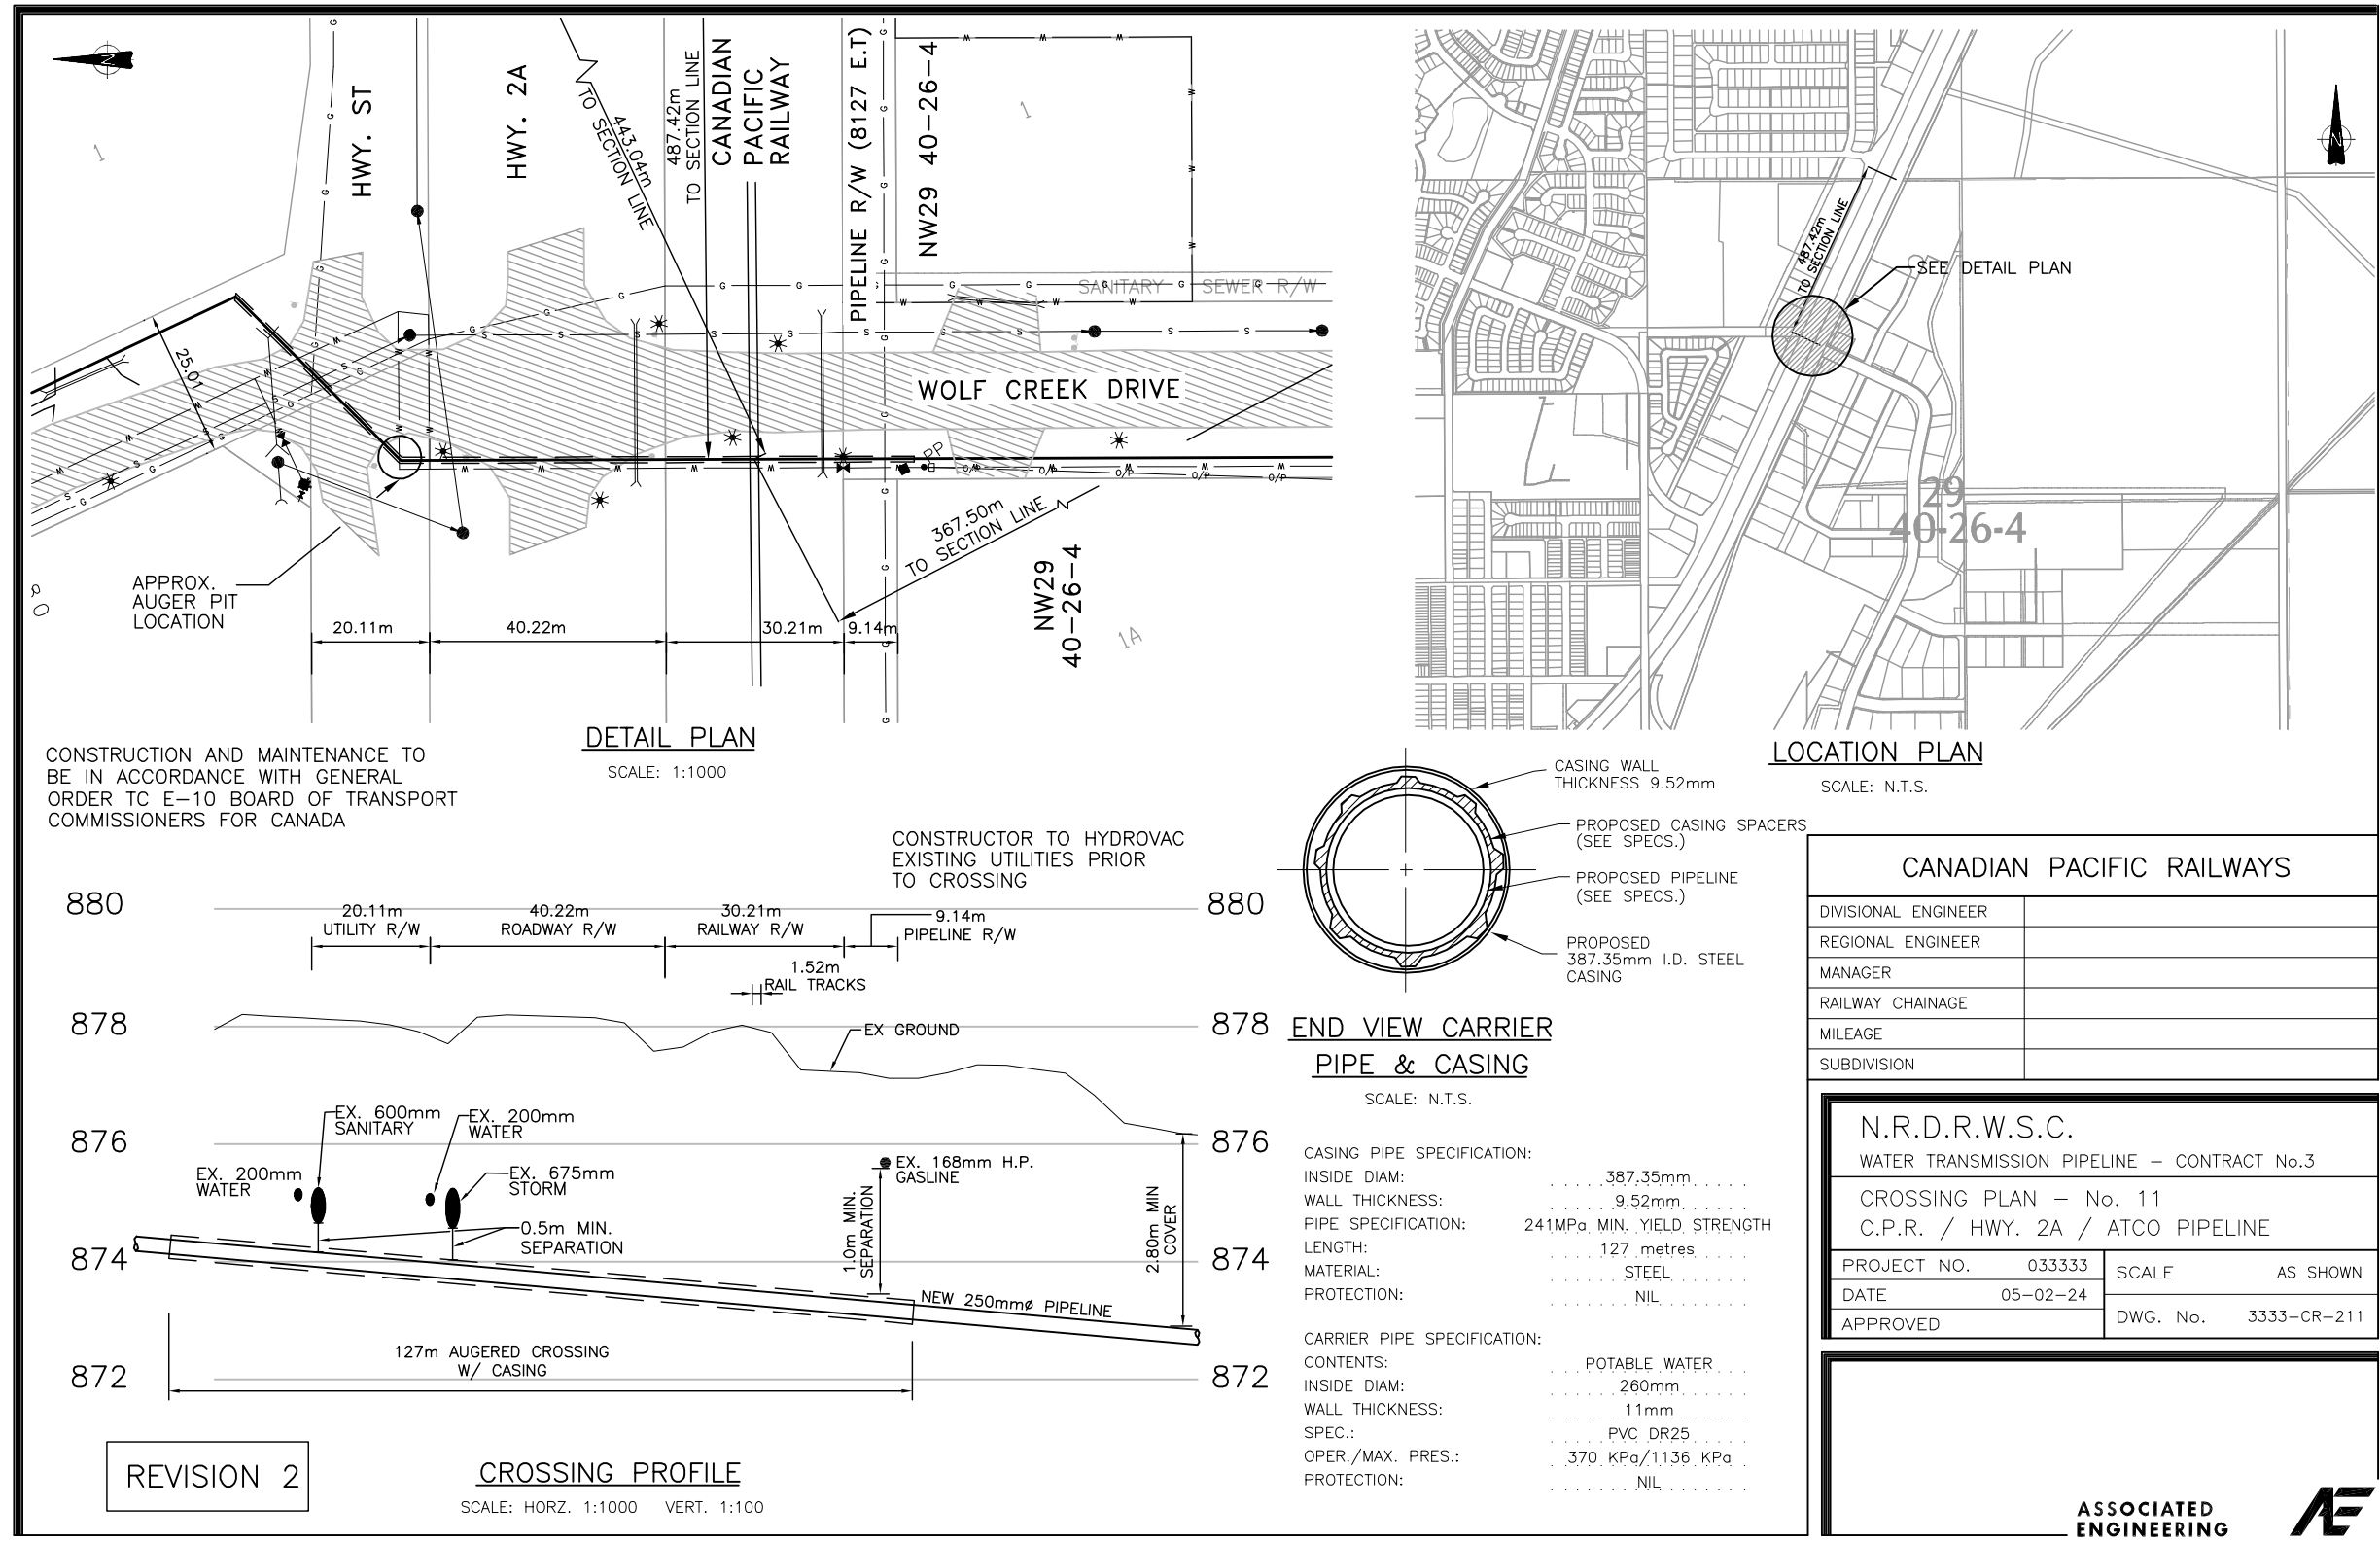 N
1
HWY. ST
HWY. 2A
443.04m
TO SECTION LINE
487.42m
TO SECTION LINE
CANADIAN
PACIFIC
RAILWAY
PIPELINE R/W (8127 E.T)
NW29 40-26-4
1
SANITARY SEWER R/W
WOLF CREEK DRIVE
25.01
PP
O/P O/P O/P O/P
367.50m
TO SECTION LINE
NW29
40-26-4
1A
APPROX.
AUGER PIT
LOCATION
20.11m
40.22m
30.21m
9.14m
DETAIL PLAN
SCALE: 1:1000
N
487.42m
TO SECTION LINE
SEE DETAIL PLAN
29
40-26-4
LOCATION PLAN
SCALE: N.T.S.
CONSTRUCTION AND MAINTENANCE TO
BE IN ACCORDANCE WITH GENERAL
ORDER TC E-10 BOARD OF TRANSPORT
COMMISSIONERS FOR CANADA
CONSTRUCTOR TO HYDROVAC
EXISTING UTILITIES PRIOR
TO CROSSING
880
880
20.11m
UTILITY R/W
40.22m
ROADWAY R/W
30.21m
RAILWAY R/W
9.14m
PIPELINE R/W
1.52m
RAIL TRACKS
878
878
EX GROUND
876
876
EX. 600mm
SANITARY
EX. 200mm
WATER
EX. 200mm
WATER
EX. 675mm
STORM
0.5m MIN.
SEPARATION
EX. 168mm H.P.
GASLINE
1.0m MIN.
SEPARATION
2.80m MIN
COVER
874
874
NEW 250mmø PIPELINE
127m AUGERED CROSSING
W/ CASING
872
872
REVISION 2
CROSSING PROFILE
SCALE: HORZ. 1:1000 VERT. 1:100
CASING WALL
THICKNESS 9.52mm
PROPOSED CASING SPACERS
(SEE SPECS.)
PROPOSED PIPELINE
(SEE SPECS.)
PROPOSED
387.35mm I.D. STEEL
CASING
END VIEW CARRIER
PIPE & CASING
SCALE: N.T.S.
CASING PIPE SPECIFICATION:
INSIDE DIAM: 387.35mm
WALL THICKNESS: 9.52mm
PIPE SPECIFICATION: 241MPa MIN. YIELD STRENGTH
LENGTH: 127 metres
MATERIAL: STEEL
PROTECTION: NIL
CARRIER PIPE SPECIFICATION:
CONTENTS: POTABLE WATER
INSIDE DIAM: 260mm
WALL THICKNESS: 11mm
SPEC.: PVC DR25
OPER./MAX. PRES.: 370 KPa/1136 KPa
PROTECTION: NIL
CANADIAN PACIFIC RAILWAYS
DIVISIONAL ENGINEER
REGIONAL ENGINEER
MANAGER
RAILWAY CHAINAGE
MILEAGE
SUBDIVISION
N.R.D.R.W.S.C.
WATER TRANSMISSION PIPELINE - CONTRACT No.3
CROSSING PLAN - No. 11
C.P.R. / HWY. 2A / ATCO PIPELINE
PROJECT NO. 033333
SCALE AS SHOWN
DATE 05-02-24
DWG. No. 3333-CR-211
APPROVED
ASSOCIATED
ENGINEERING
AE